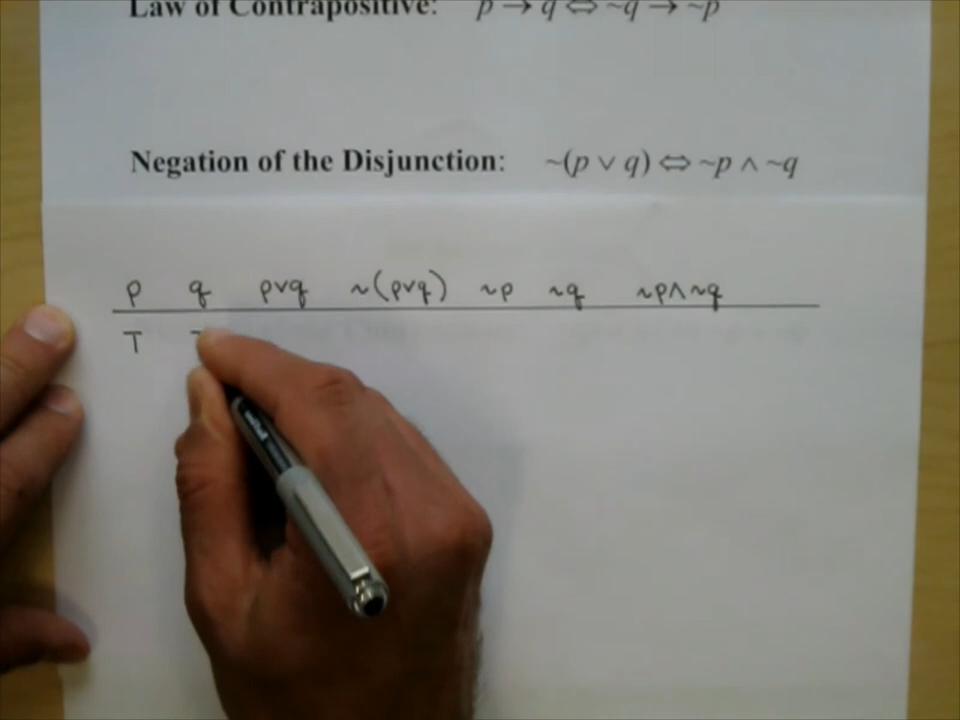 Law of Contrapositive: p → q ⇔ ~q → ~p
Negation of the Disjunction: ~(p ∨ q) ⇔ ~p ∧ ~q
p q p∨q ~(p∨q) ~p ~q ~p∧~q
T